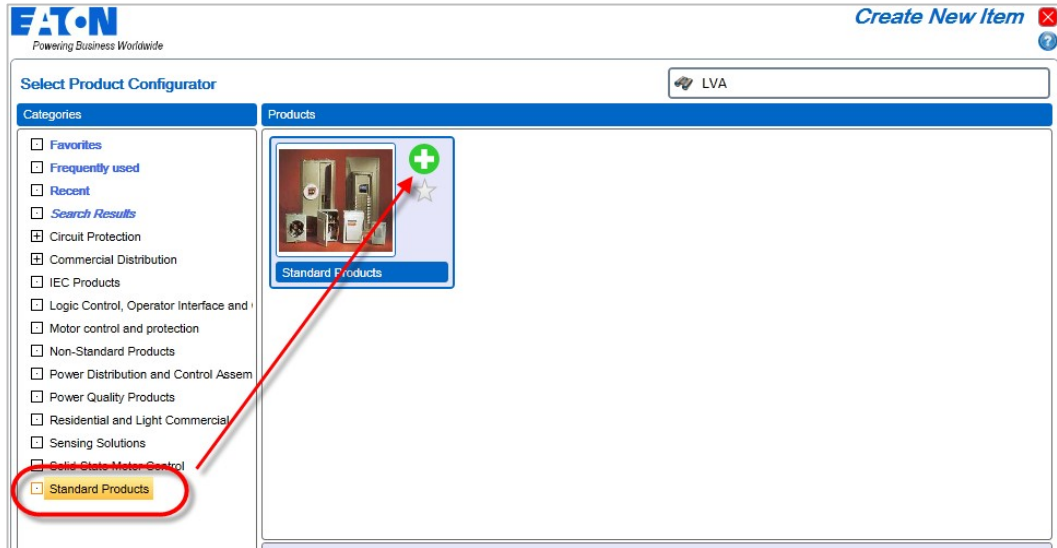 EATON
Powering Business Worldwide
Create New Item
Select Product Configurator
LVA
Categories
Products
Favorites
Frequently used
Recent
Search Results
Circuit Protection
Commercial Distribution
IEC Products
Logic Control, Operator Interface and
Motor control and protection
Non-Standard Products
Power Distribution and Control Assem
Power Quality Products
Residential and Light Commercial
Sensing Solutions
Solid State Motor Control
Standard Products
Standard Products